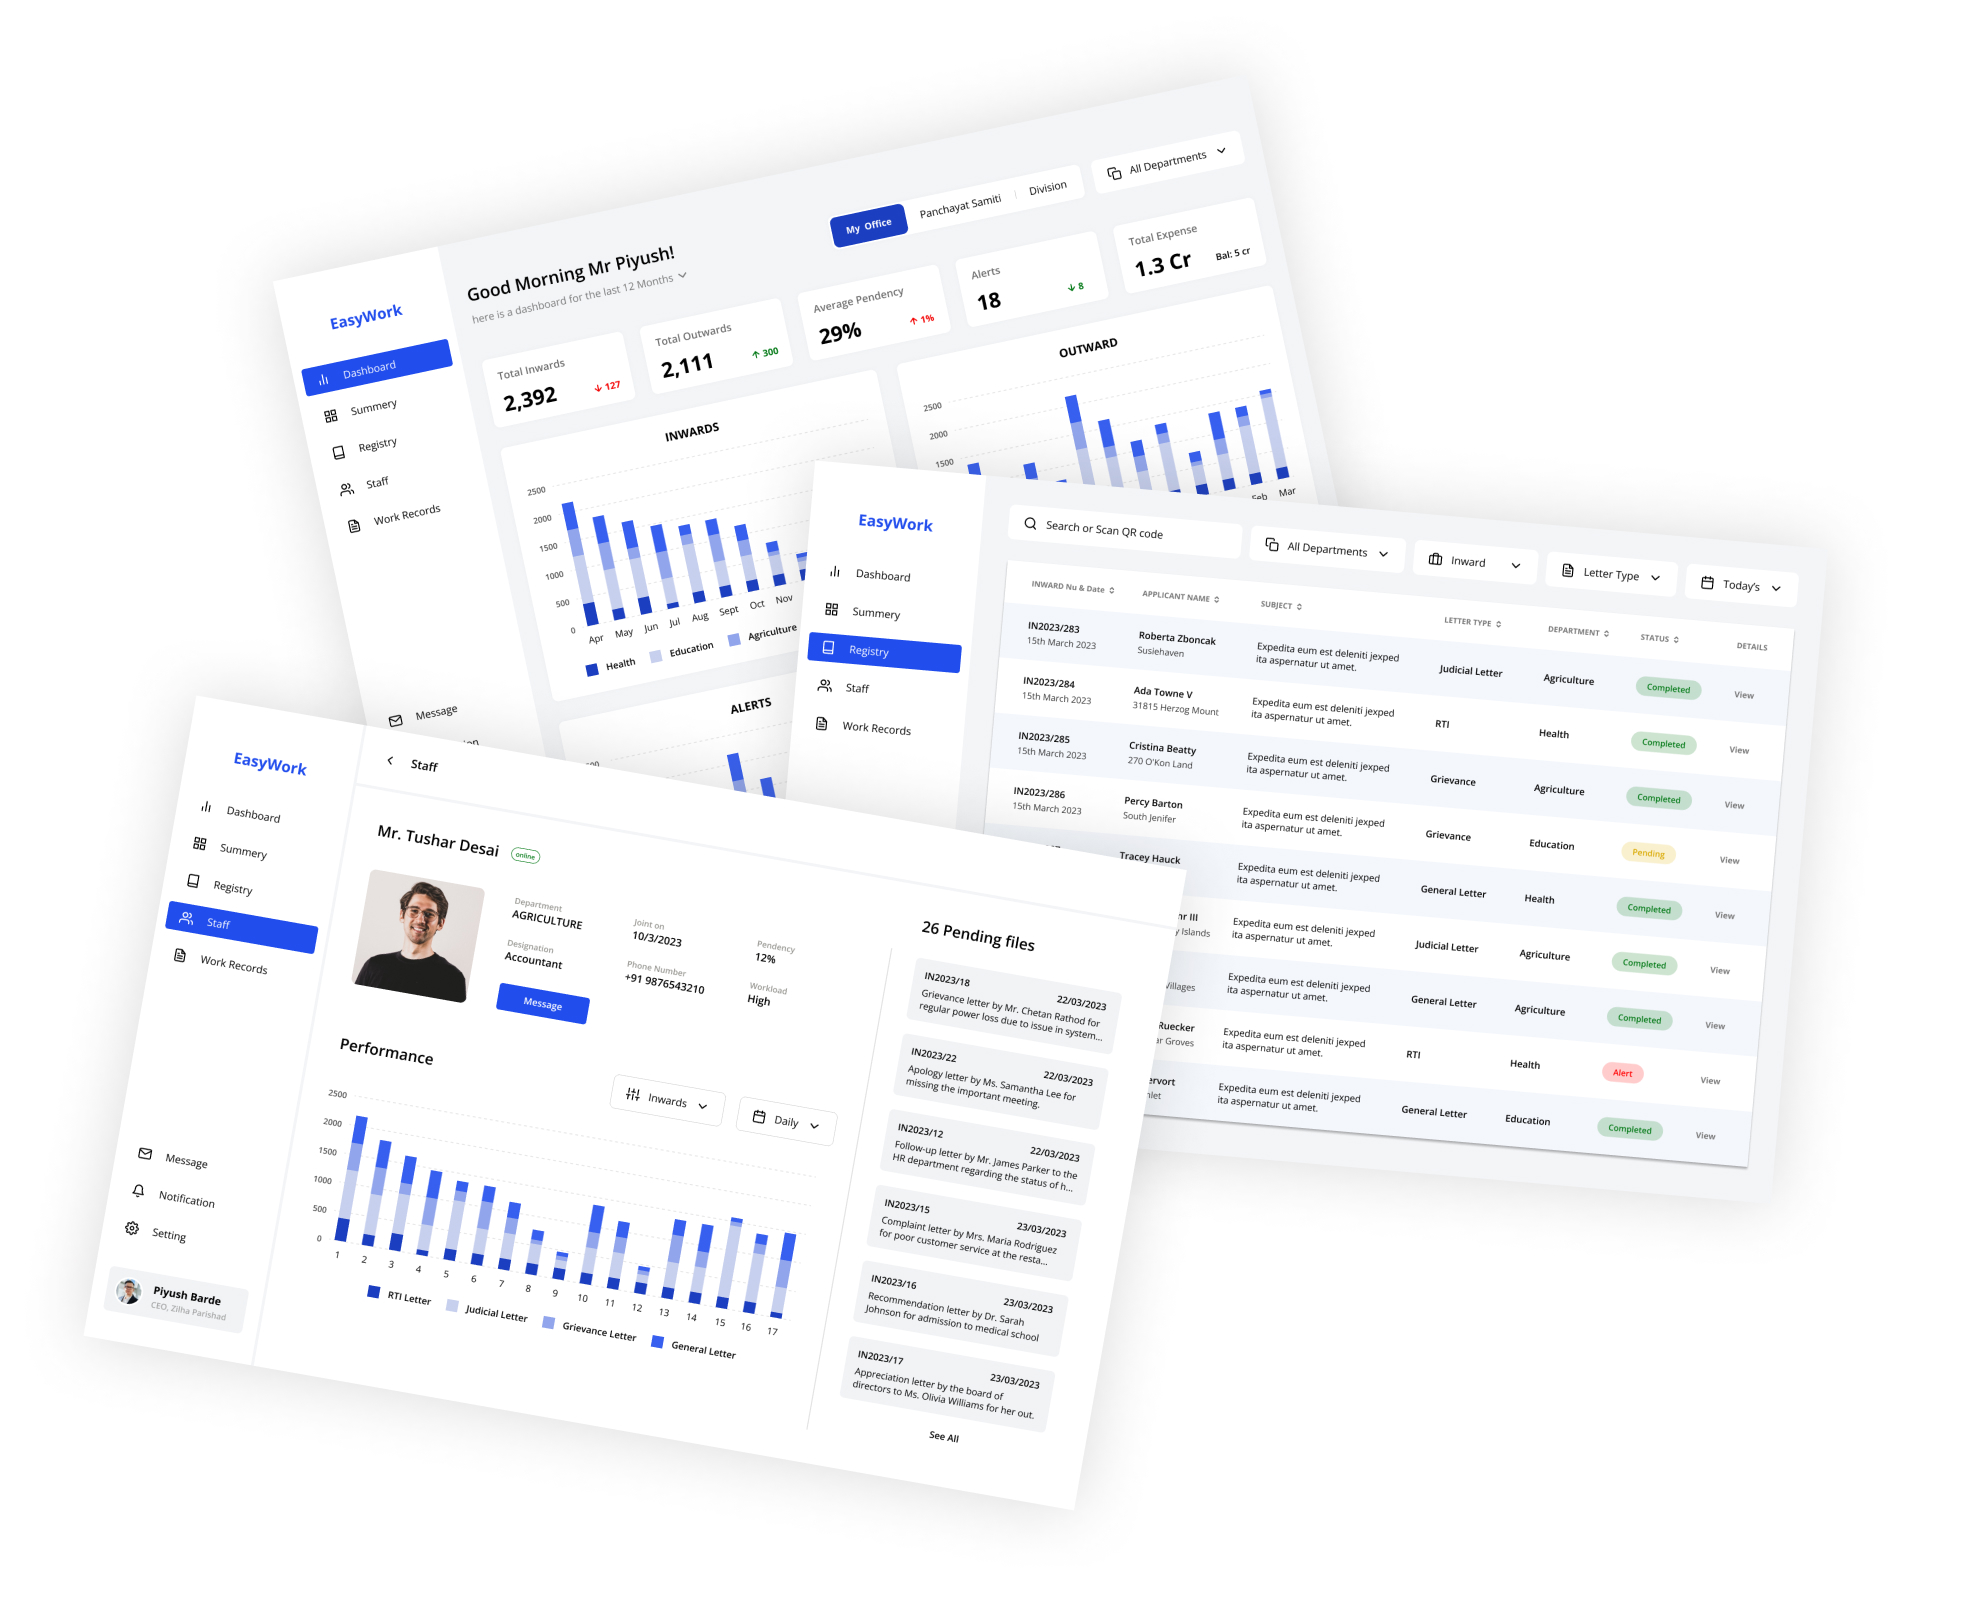 EasyWork
Dashboard
Summery
Registry
Staff
Work Records
Message
Good Morning Mr Piyush!
here is a dashboard for the last 12 Months
My Office
Panchayat Samiti
Division
All Departments
Total Inwards
2,392
127
Total Outwards
2,111
300
Average Pendency
29%
1%
Alerts
18
8
Total Expense
1.3 Cr
Bal: 5 cr
INWARDS
2500
2000
1500
1000
500
0
Apr May Jun Jul Aug Sept Oct Nov
Health Education Agriculture
OUTWARD
2500
2000
1500
Mar
ALERTS
EasyWork
Dashboard
Summery
Registry
Staff
Work Records
Search or Scan QR code
All Departments
Inward
Letter Type
Today's
INWARD Nu & Date APPLICANT NAME SUBJECT LETTER TYPE DEPARTMENT STATUS DETAILS
IN2023/283
15th March 2023
Roberta Zboncak
Susiehaven
Expedita eum est deleniti jexped
ita aspernatur ut amet.
Judicial Letter
Agriculture
Completed
View
IN2023/284
15th March 2023
Ada Towne V
31815 Herzog Mount
Expedita eum est deleniti jexped
ita aspernatur ut amet.
RTI
Health
Completed
View
IN2023/285
15th March 2023
Cristina Beatty
270 O'Kon Land
Expedita eum est deleniti jexped
ita aspernatur ut amet.
Grievance
Agriculture
Completed
View
IN2023/286
15th March 2023
Percy Barton
South Jenifer
Expedita eum est deleniti jexped
ita aspernatur ut amet.
Grievance
Education
Pending
View
Tracey Hauck
Expedita eum est deleniti jexped
ita aspernatur ut amet.
General Letter
Health
Completed
View
III
Islands
Expedita eum est deleniti jexped
ita aspernatur ut amet.
Judicial Letter
Agriculture
Completed
View
Villages
Expedita eum est deleniti jexped
ita aspernatur ut amet.
General Letter
Agriculture
Completed
View
Ruecker
Groves
Expedita eum est deleniti jexped
ita aspernatur ut amet.
RTI
Health
Alert
View
Expedita eum est deleniti jexped
ita aspernatur ut amet.
General Letter
Education
Completed
View
EasyWork
Dashboard
Summery
Registry
Staff
Work Records
Message
Notification
Setting
Piyush Barde
CEO, Zilha Parishad
Staff
Mr. Tushar Desai
online
Department
AGRICULTURE
Joint on
10/3/2023
Pendency
12%
Designation
Accountant
Phone Number
+91 9876543210
Workload
High
Message
Performance
Inwards
Daily
2500
2000
1500
1000
500
0
1 2 3 4 5 6 7 8 9 10 11 12 13 14 15 16 17
RTI Letter Judicial Letter Grievance Letter General Letter
26 Pending files
IN2023/18
22/03/2023
Grievance letter by Mr. Chetan Rathod for
regular power loss due to issue in system...
IN2023/22
22/03/2023
Apology letter by Ms. Samantha Lee for
missing the important meeting.
IN2023/12
22/03/2023
Follow-up letter by Mr. James Parker to the
HR department regarding the status of h...
IN2023/15
23/03/2023
Complaint letter by Mrs. Maria Rodriguez
for poor customer service at the resta...
IN2023/16
23/03/2023
Recommendation letter by Dr. Sarah
Johnson for admission to medical school
IN2023/17
23/03/2023
Appreciation letter by the board of
directors to Ms. Olivia Williams for her out.
See All